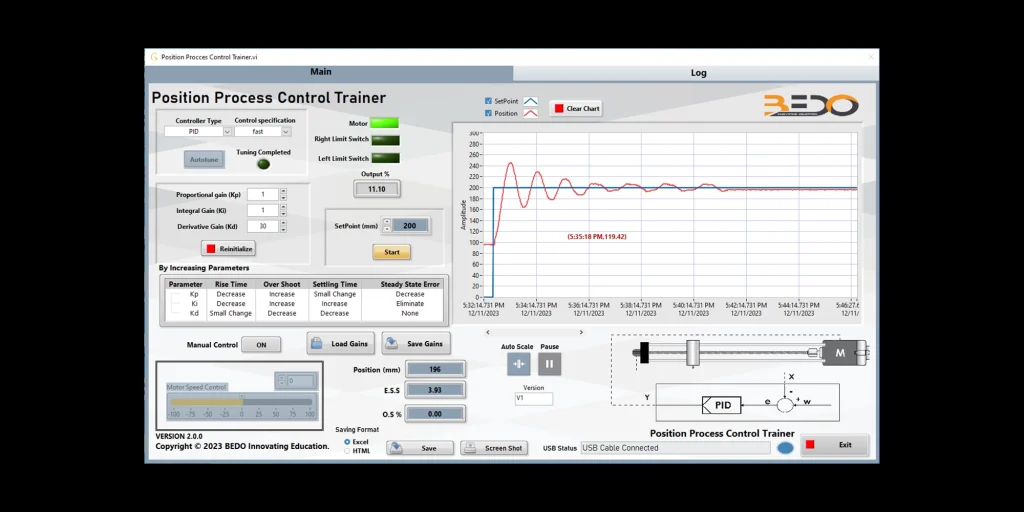 Position Procces Control Trainer.vi
Main
Log
Position Process Control Trainer
Controller Type
Control specification
PID
fast
Autotune
Tuning Completed
Motor
Right Limit Switch
Left Limit Switch
Output %
11.10
SetPoint
Position
Clear Chart
BEDO
Proportional gain (Kp)
1
Integral Gain (Ki)
1
Derivative Gain (Kd)
30
Reinitialize
SetPoint (mm)
200
Start
Amplitude
300
280
260
240
220
200
180
160
140
120
100
80
60
40
20
0
(5:35:18 PM,119.42)
5:32:14.731 PM 5:34:14.731 PM 5:36:14.731 PM 5:38:14.731 PM 5:40:14.731 PM 5:42:14.731 PM 5:44:14.731 PM 5:46:27.6
12/11/2023 12/11/2023 12/11/2023 12/11/2023 12/11/2023 12/11/2023 12/11/2023 12/11/
By Increasing Parameters
Parameter Rise Time Over Shoot Settling Time Steady State Error
Kp Decrease Increase Small Change Decrease
Ki Decrease Increase Increase Eliminate
Kd Small Change Decrease Decrease None
Manual Control
ON
Load Gains
Save Gains
Auto Scale
Pause
Version
V1
Motor Speed Control
0
-100 -75 -50 -25 0 25 50 75 100
Position (mm)
196
E.S.S
3.93
O.S %
0.00
M
X
Y
PID
e
-
+
w
Position Process Control Trainer
VERSION 2.0.0
Copyright © 2023 BEDO Innovating Education.
Saving Format
Excel
HTML
Save
Screen Shot
USB Status
USB Cable Connected
Exit